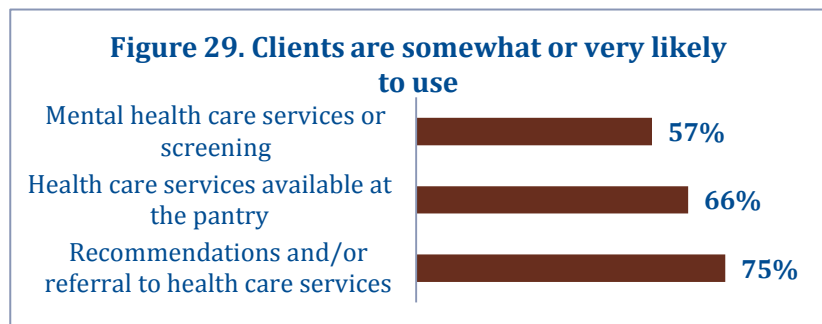 Figure 29. Clients are somewhat or very likely
to use
Mental health care services or
screening
57%
Health care services available at
the pantry
66%
Recommendations and/or
referral to health care services
75%